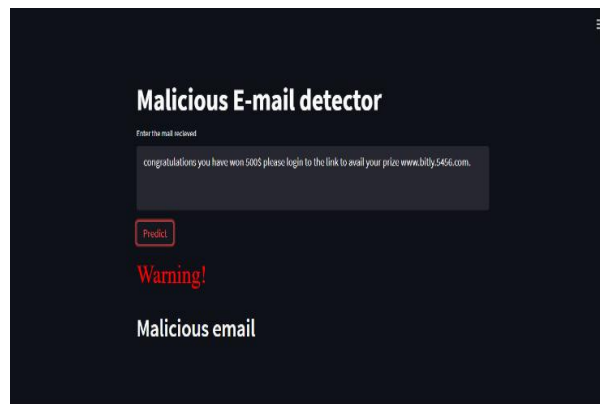 Malicious E-mail detector
Enter the mail recieved
congratulations you have won 500$ please login to the link to avail your prize www.bitly.5456.com.
Predict
Warning!
Malicious email